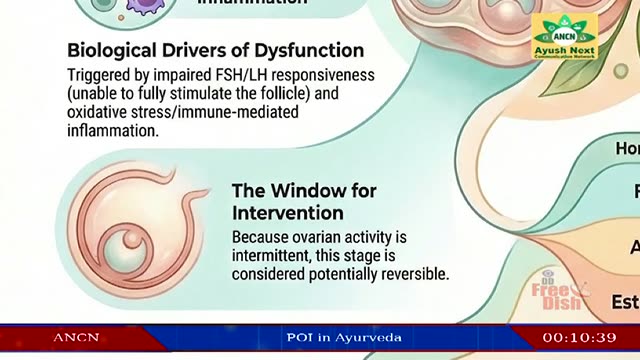 Inflammation
ANCN
Ayush Next
Communication Network
Biological Drivers of Dysfunction
Triggered by impaired FSH/LH responsiveness
(unable to fully stimulate the follicle) and
oxidative stress/immune-mediated
inflammation.
The Window for
Intervention
Because ovarian activity is
intermittent, this stage is
considered potentially reversible.
Hor
F
A
Est
DD
Free
Dish
ANCN
POI in Ayurveda
00:10:39